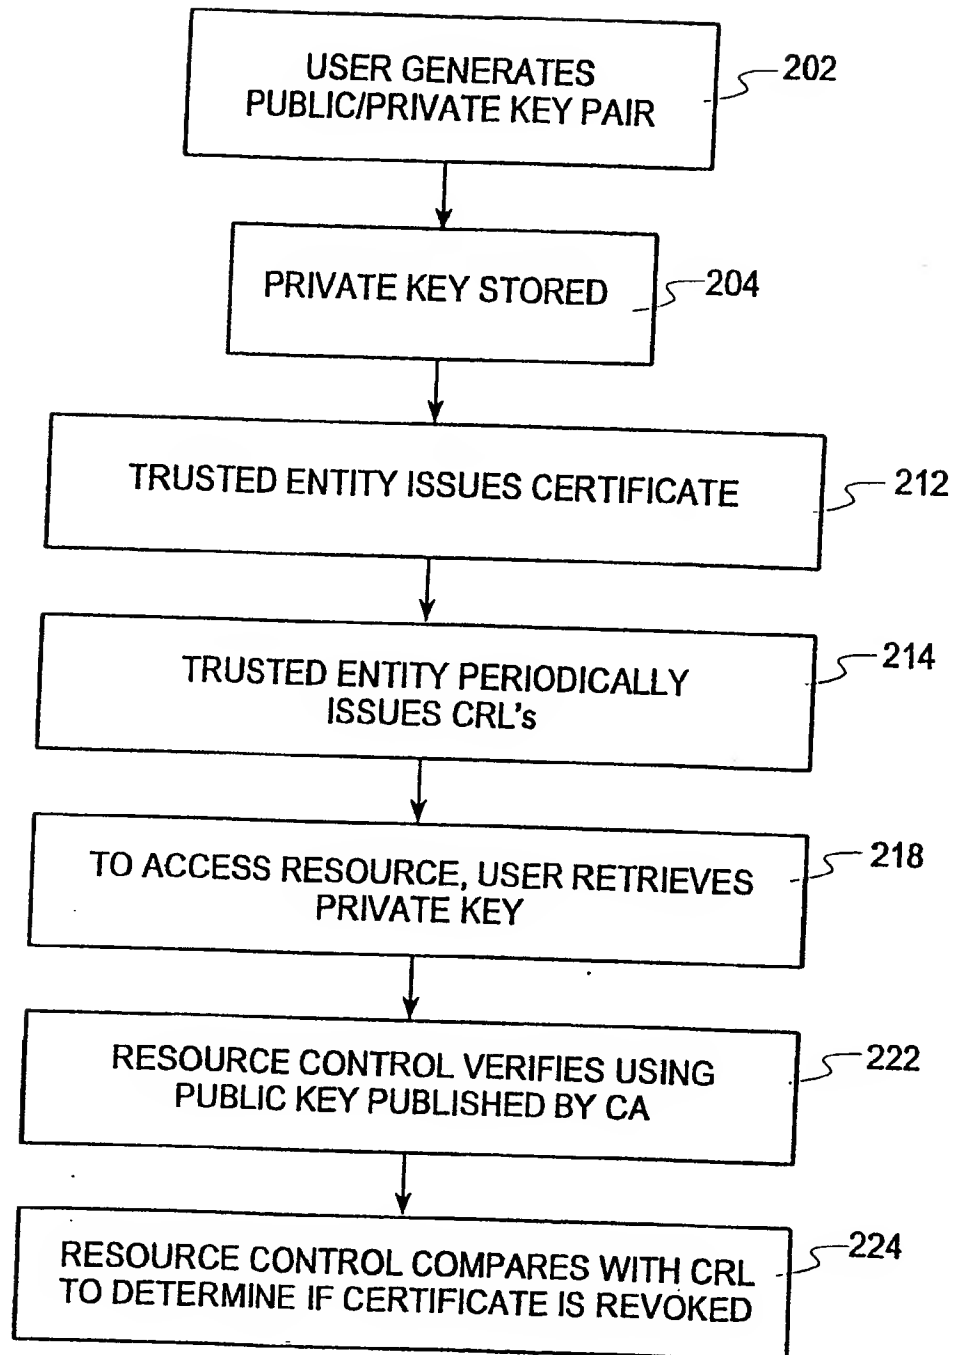 USER GENERATES
PUBLIC/PRIVATE KEY PAIR
202
PRIVATE KEY STORED
204
TRUSTED ENTITY ISSUES CERTIFICATE
212
TRUSTED ENTITY PERIODICALLY
ISSUES CRL's
214
TO ACCESS RESOURCE, USER RETRIEVES
PRIVATE KEY
218
RESOURCE CONTROL VERIFIES USING
PUBLIC KEY PUBLISHED BY CA
222
RESOURCE CONTROL COMPARES WITH CRL
TO DETERMINE IF CERTIFICATE IS REVOKED
224